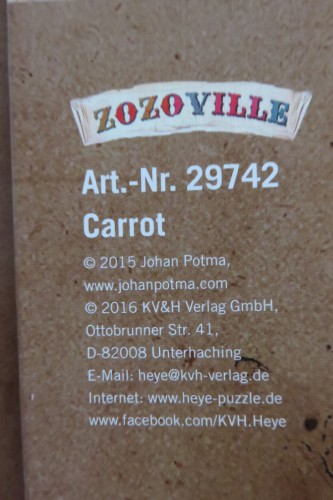 ZOZOVILLE
Art.-Nr. 29742
Carrot
© 2015 Johan Potma,
www.johanpotma.com
© 2016 KV&H Verlag GmbH,
Ottobrunner Str. 41,
D-82008 Unterhaching
E-Mail: heye@kvh-verlag.de
Internet: www.heye-puzzle.de
www.facebook.com/KVH.Heye